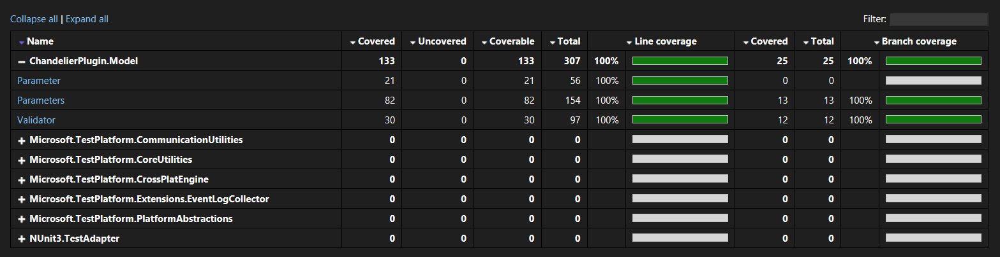 Collapse all | Expand all Filter:
Name Covered Uncovered Coverable Total Line coverage Covered Total Branch coverage
ChandelierPlugin.Model 133 0 133 307 100% 25 25 100%
Parameter 21 0 21 56 100% 0 0
Parameters 82 0 82 154 100% 13 13 100%
Validator 30 0 30 97 100% 12 12 100%
Microsoft.TestPlatform.CommunicationUtilities 0 0 0 0 0 0
Microsoft.TestPlatform.CoreUtilities 0 0 0 0 0 0
Microsoft.TestPlatform.CrossPlatEngine 0 0 0 0 0 0
Microsoft.TestPlatform.Extensions.EventLogCollector 0 0 0 0 0 0
Microsoft.TestPlatform.PlatformAbstractions 0 0 0 0 0 0
NUnit3.TestAdapter 0 0 0 0 0 0